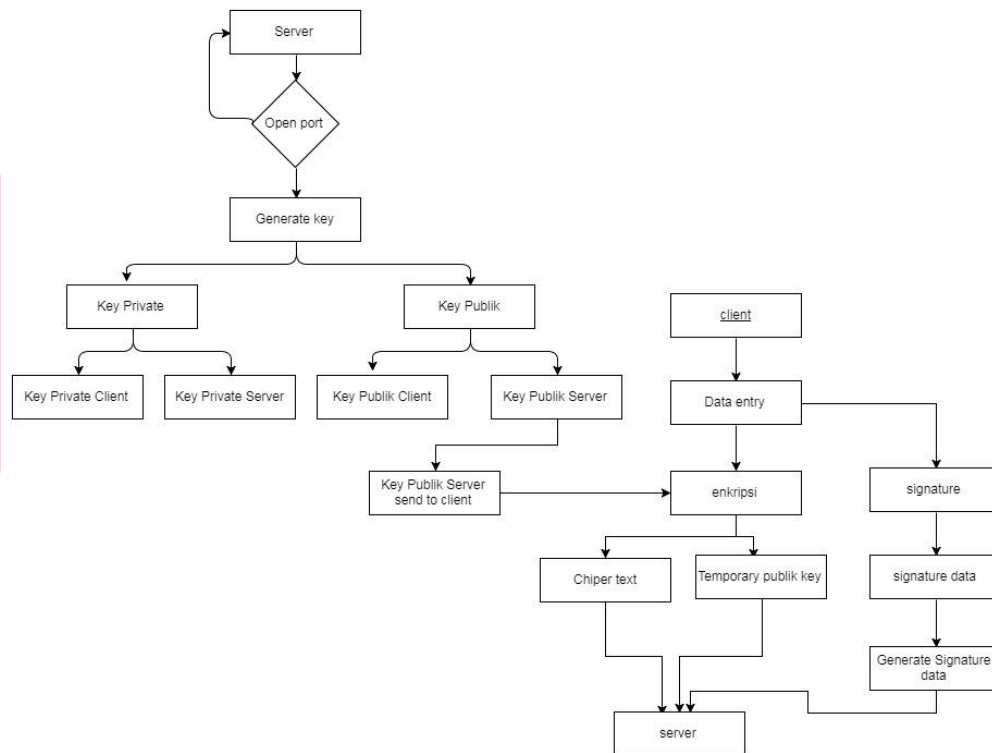 Server
Open port
Generate key
Key Private
Key Publik
client
Key Private Client
Key Private Server
Key Publik Client
Key Publik Server
Data entry
Key Publik Server
send to client
enkripsi
signature
Chiper text
Temporary publik key
signature data
Generate Signature
data
server